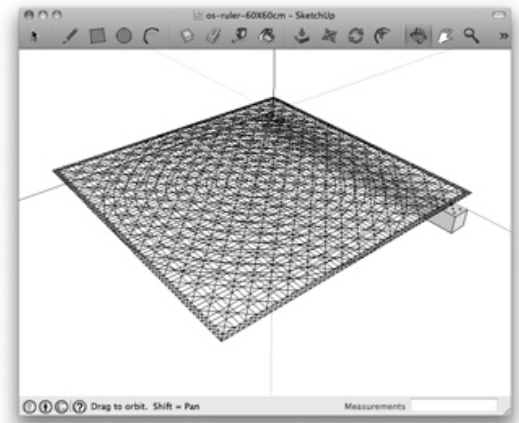 os-ruler-60X60cm - SketchUp
Drag to orbit. Shift = Pan
Measurements